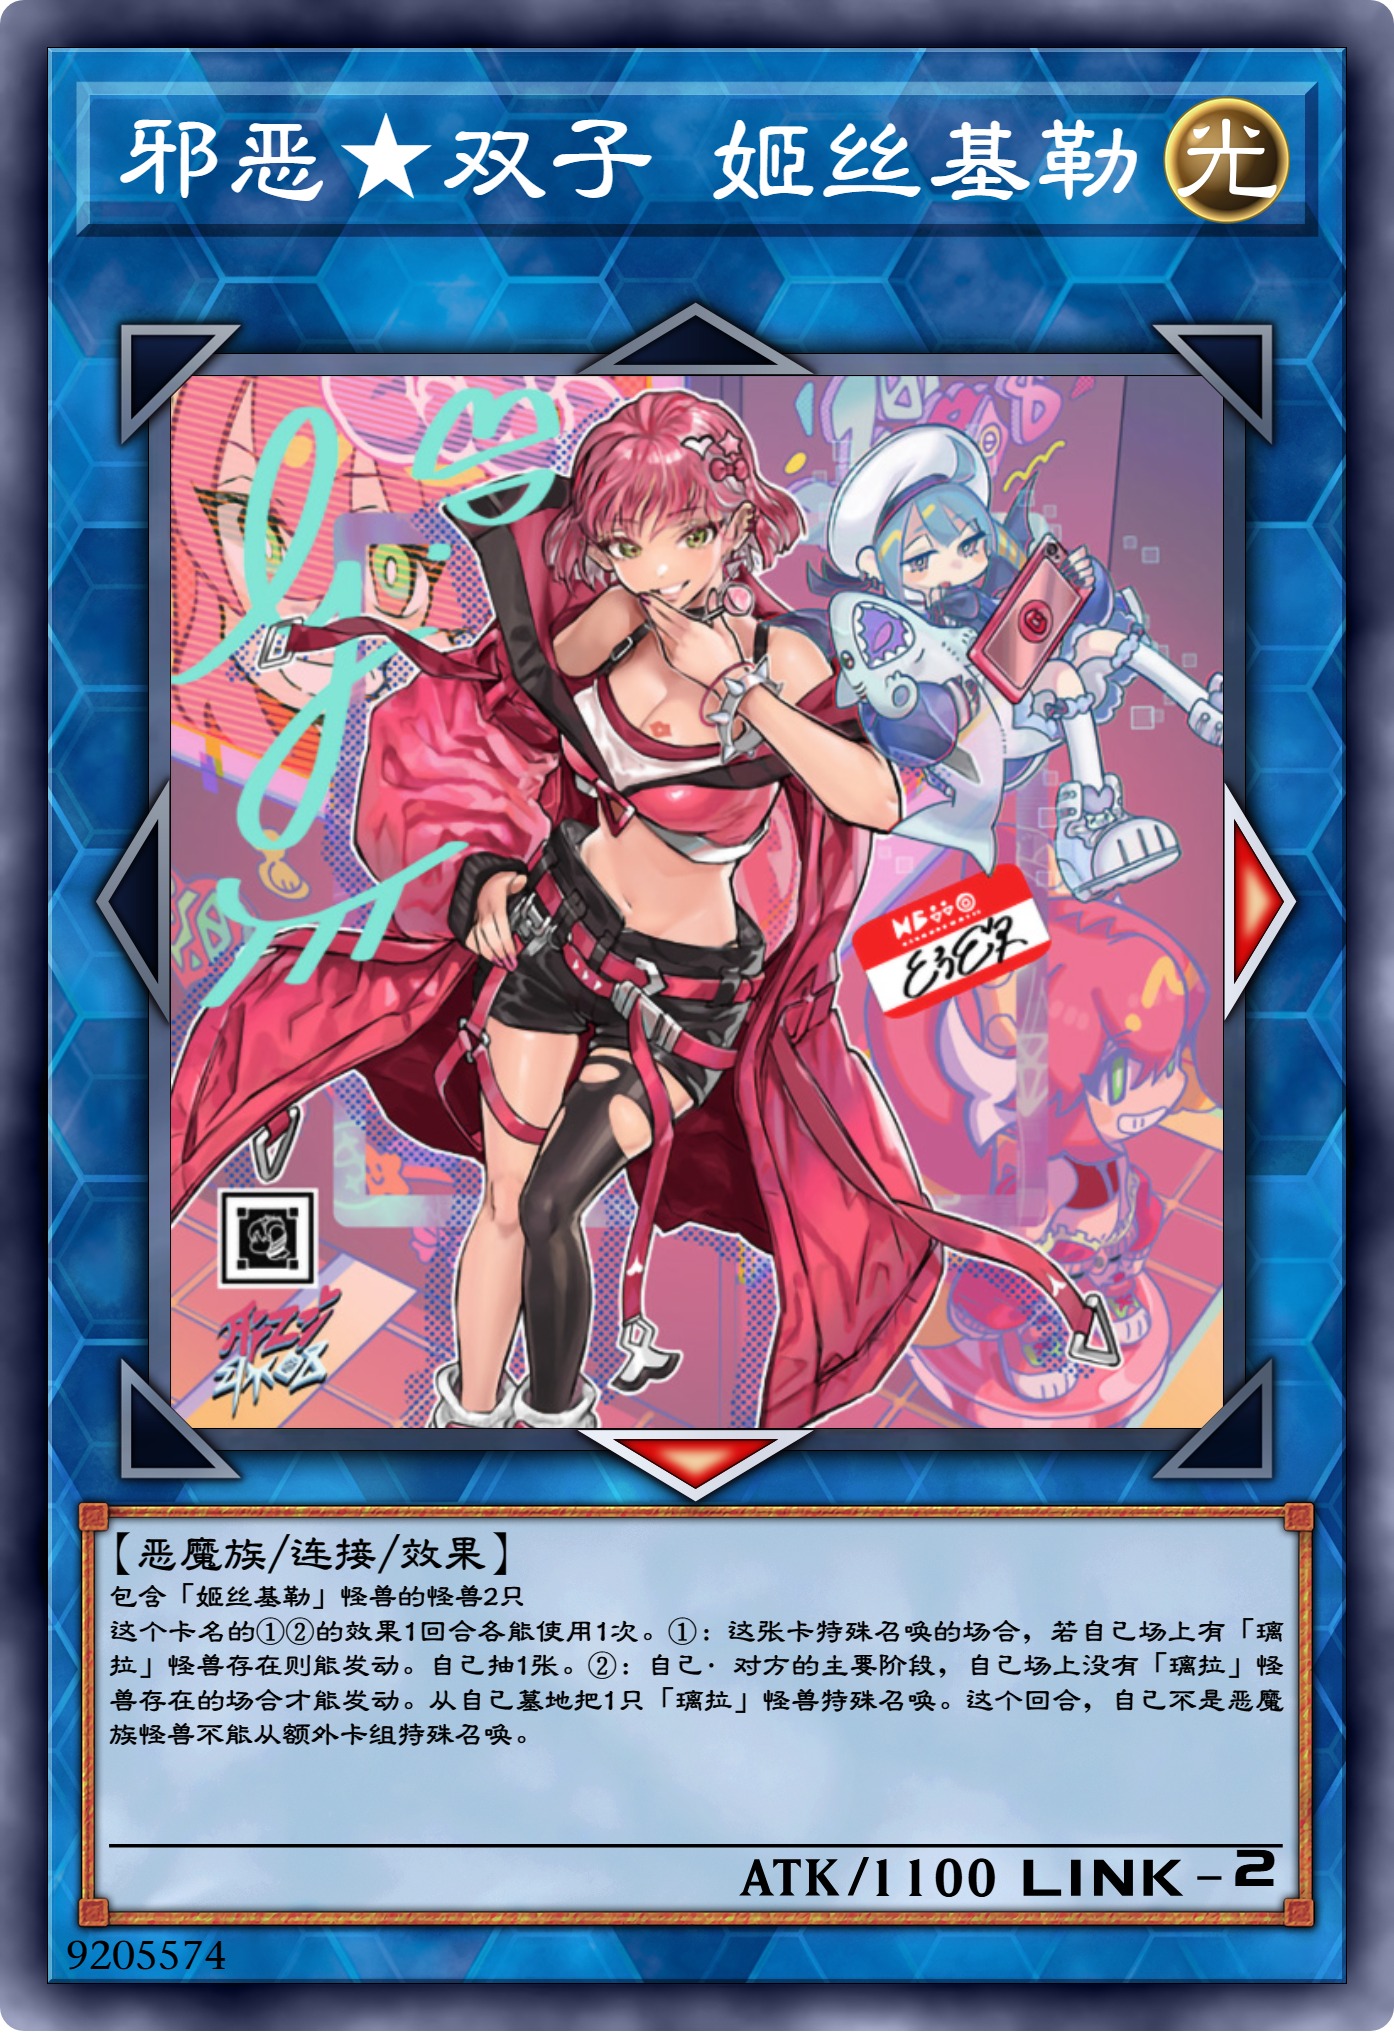 邪恶★双子 姬丝基勒
光
【恶魔族/连接/效果】
包含「姬丝基勒」怪兽的怪兽2只
这个卡名的①②的效果1回合各能使用1次。①：这张卡特殊召唤的场合，若自己场上有「璃
拉」怪兽存在则能发动。自己抽1张。②：自己·对方的主要阶段，自己场上没有「璃拉」怪
兽存在的场合才能发动。从自己墓地把1只「璃拉」怪兽特殊召唤。这个回合，自己不是恶魔
族怪兽不能从额外卡组特殊召唤。
ATK/1100 LINK-2
9205574